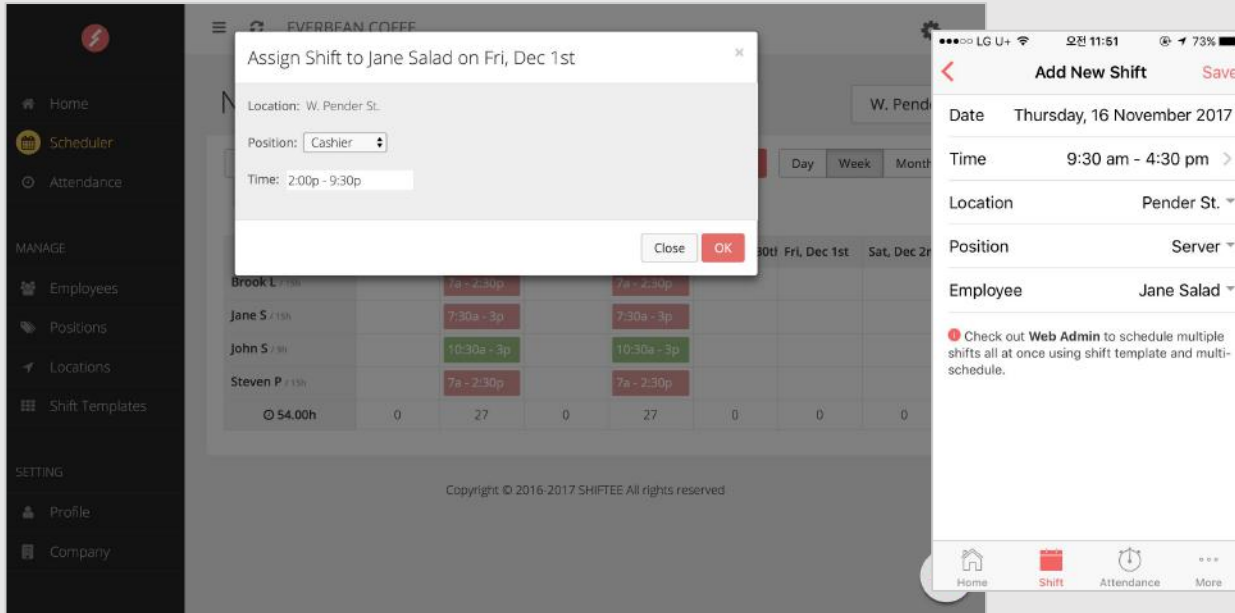 EVERBEAN COFFE
Assign Shift to Jane Salad on Fri, Dec 1st
×
Location: W. Pender St.
Position: Cashier
Time: 2:00p - 9:30p
Close
OK
Home
Scheduler
Attendance
MANAGE
Employees
Positions
Locations
Shift Templates
SETTING
Profile
Company
N
W. Pend
Day
Week
Month
Fri, Dec 1st
Sat, Dec 2n
Brook L / 15h 7a - 2:30p 7a - 2:30p
Jane S / 15h 7:30a - 3p 7:30a - 3p
John S / 9h 10:30a - 3p 10:30a - 3p
Steven P / 15h 7a - 2:30p 7a - 2:30p
54.00h 0 27 0 27 0 0 0
Copyright © 2016-2017 SHIFTEE All rights reserved
LG U+ 오전 11:51 73%
Add New Shift
Save
Date Thursday, 16 November 2017
Time 9:30 am - 4:30 pm
Location Pender St.
Position Server
Employee Jane Salad
Check out Web Admin to schedule multiple
shifts all at once using shift template and multi-
schedule.
Home
Shift
Attendance
More